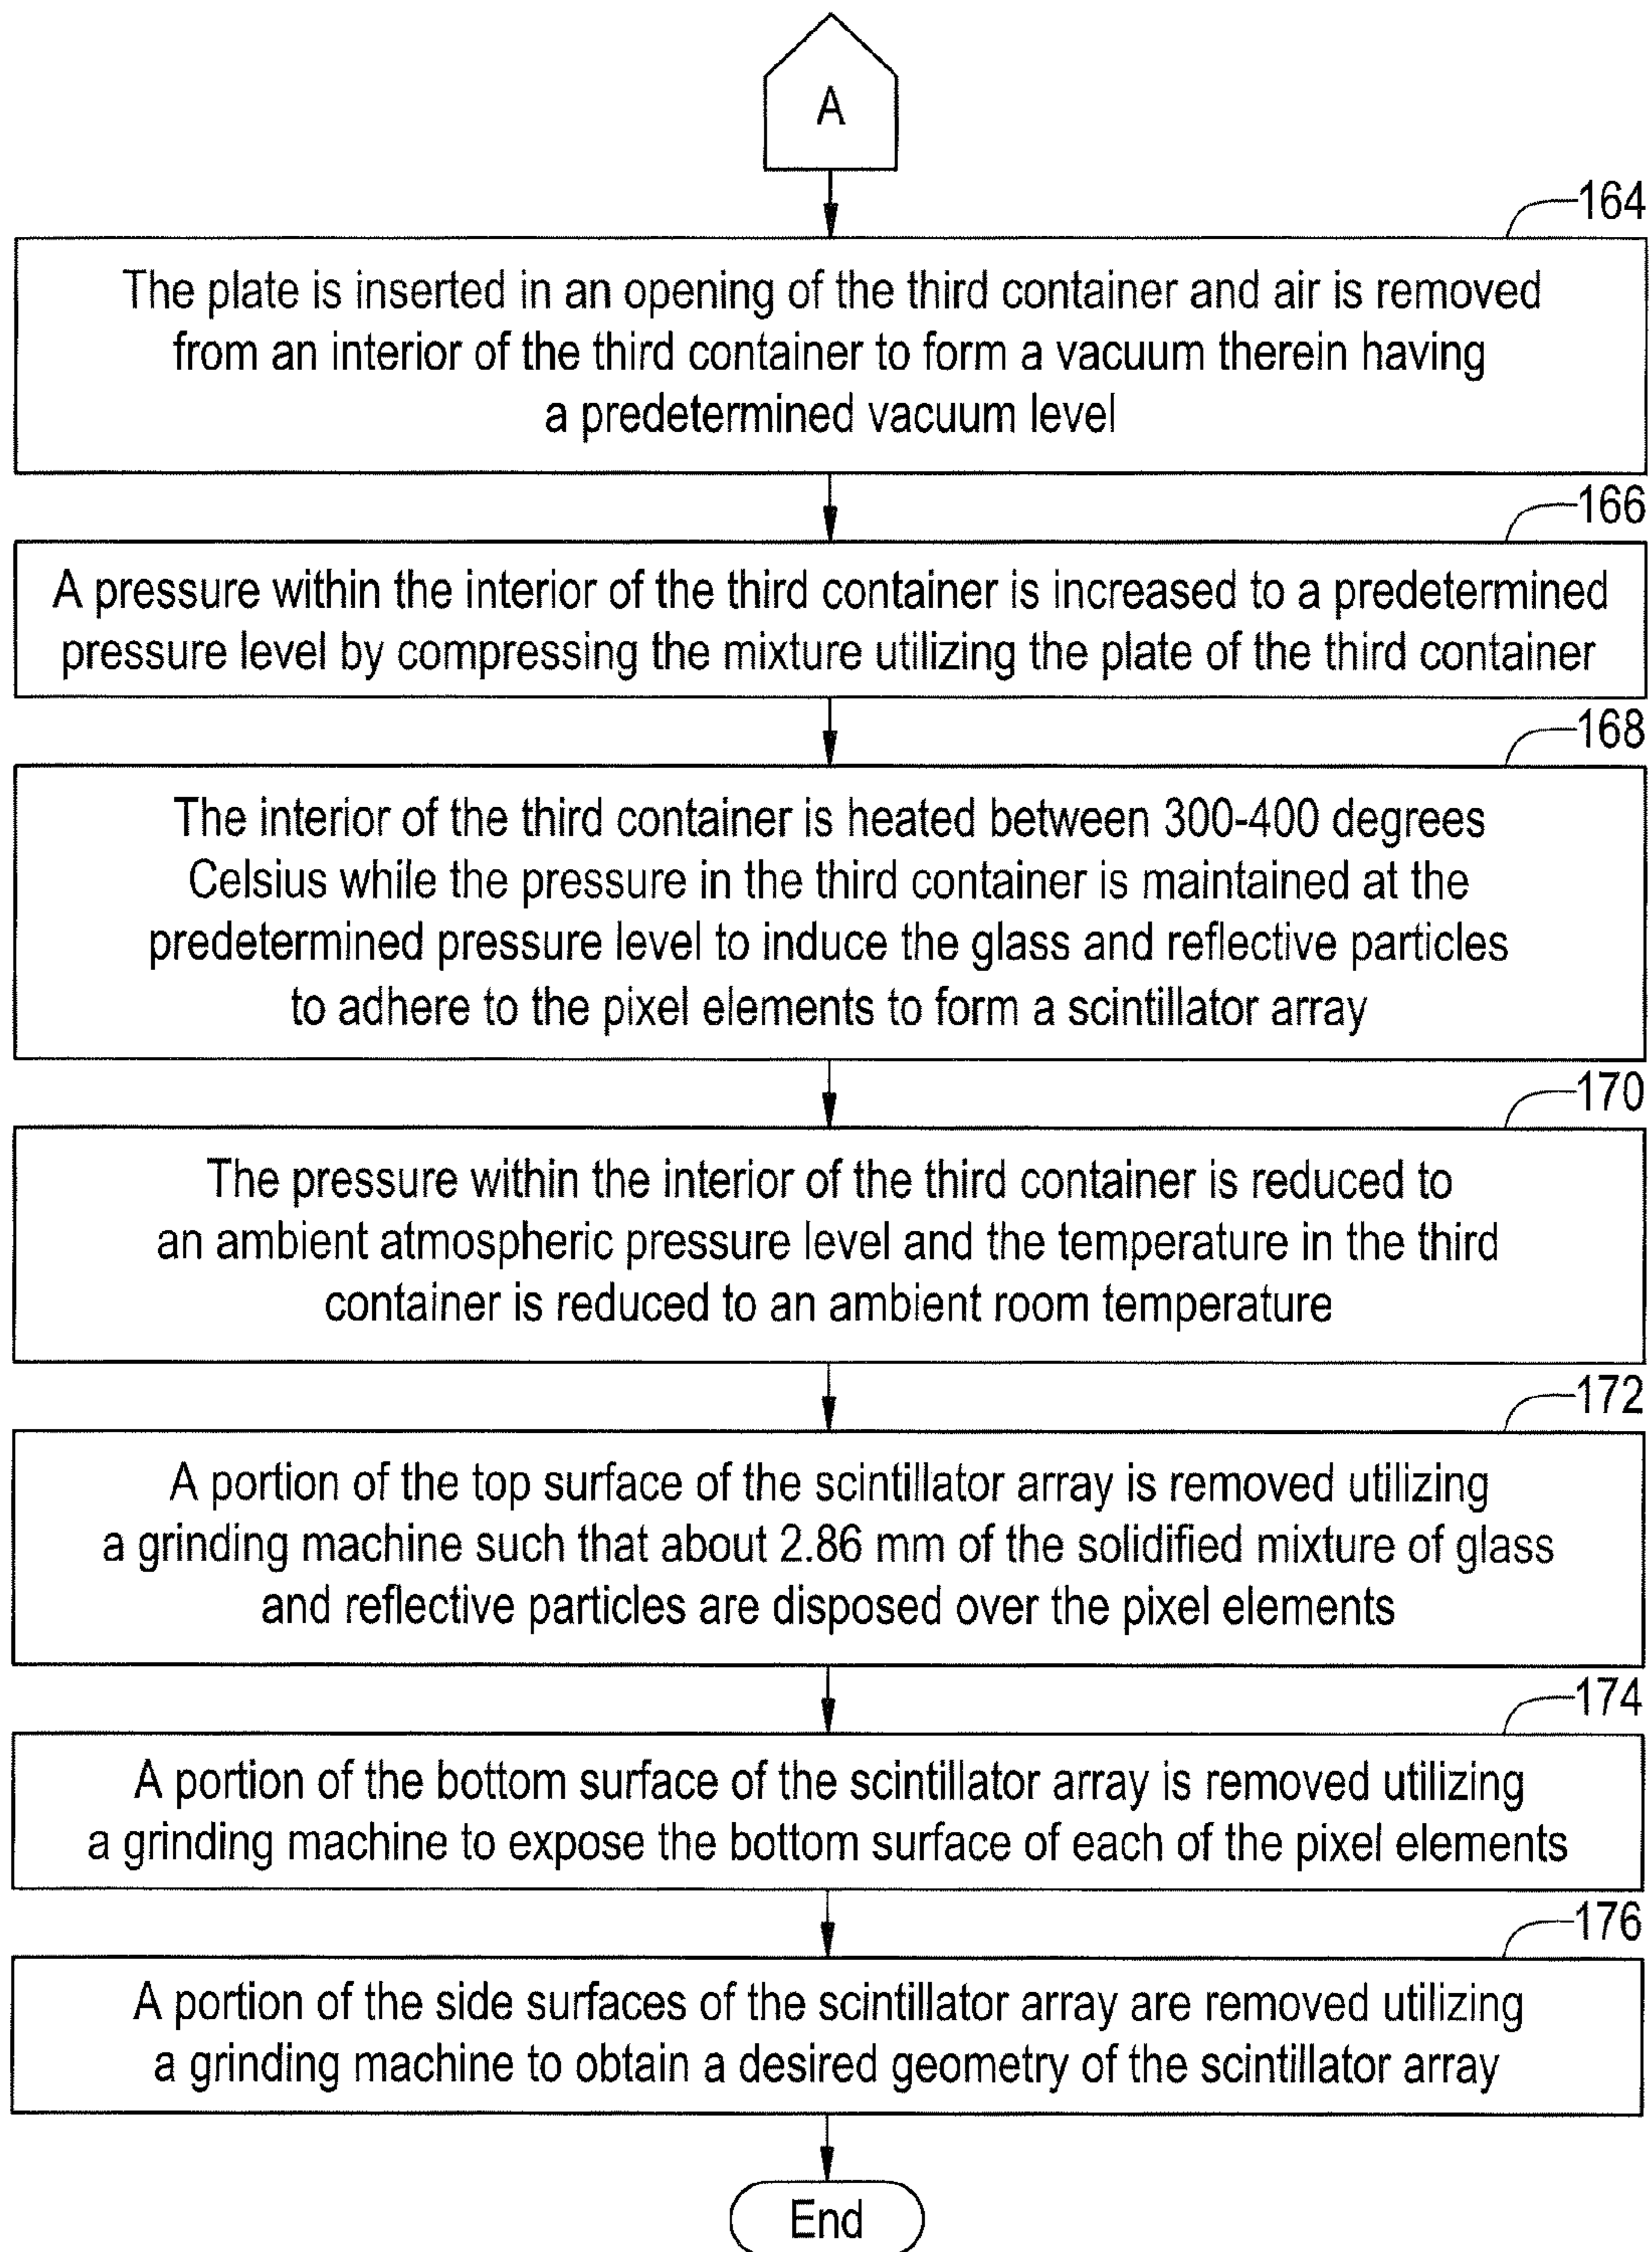 A
164
The plate is inserted in an opening of the third container and air is removed
from an interior of the third container to form a vacuum therein having
a predetermined vacuum level
166
A pressure within the interior of the third container is increased to a predetermined
pressure level by compressing the mixture utilizing the plate of the third container
168
The interior of the third container is heated between 300-400 degrees
Celsius while the pressure in the third container is maintained at the
predetermined pressure level to induce the glass and reflective particles
to adhere to the pixel elements to form a scintillator array
170
The pressure within the interior of the third container is reduced to
an ambient atmospheric pressure level and the temperature in the third
container is reduced to an ambient room temperature
172
A portion of the top surface of the scintillator array is removed utilizing
a grinding machine such that about 2.86 mm of the solidified mixture of glass
and reflective particles are disposed over the pixel elements
174
A portion of the bottom surface of the scintillator array is removed utilizing
a grinding machine to expose the bottom surface of each of the pixel elements
176
A portion of the side surfaces of the scintillator array are removed utilizing
a grinding machine to obtain a desired geometry of the scintillator array
End